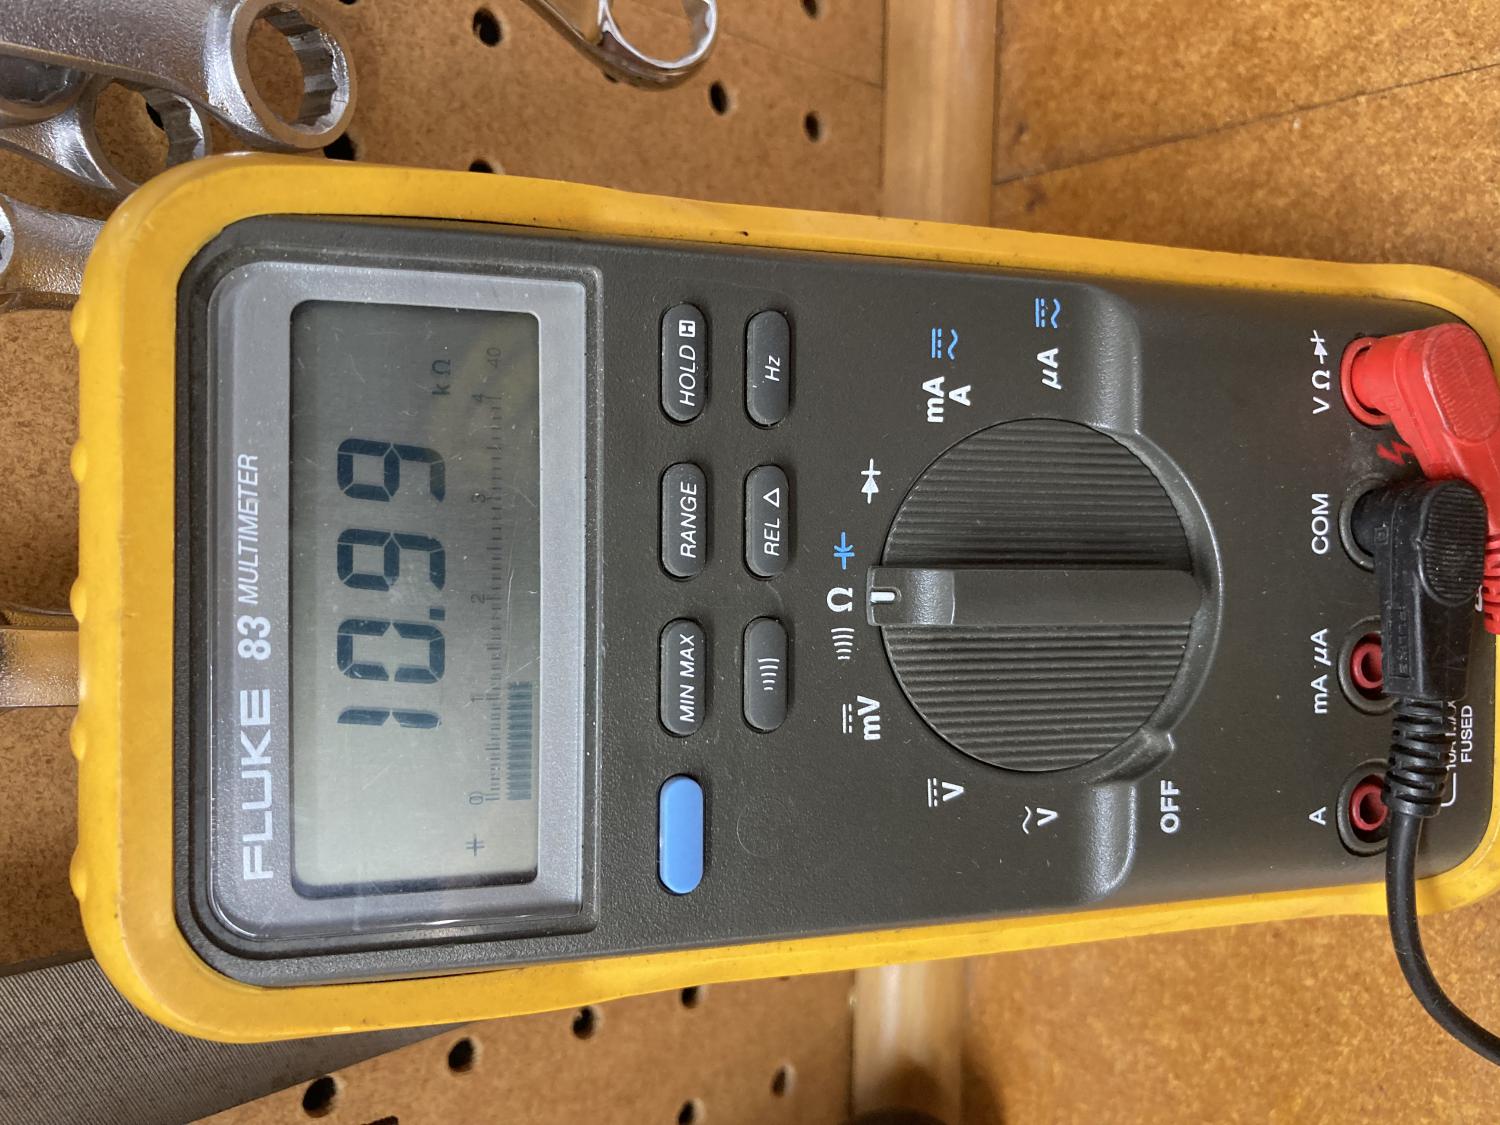 FLUKE 83 MULTIMETER
10.99
kΩ
0 1 2 3 4 40
MIN MAX RANGE HOLD H
REL △ Hz
mV
Ω
mA
A
μA
V
V
OFF
A mA μA COM V Ω
FUSED